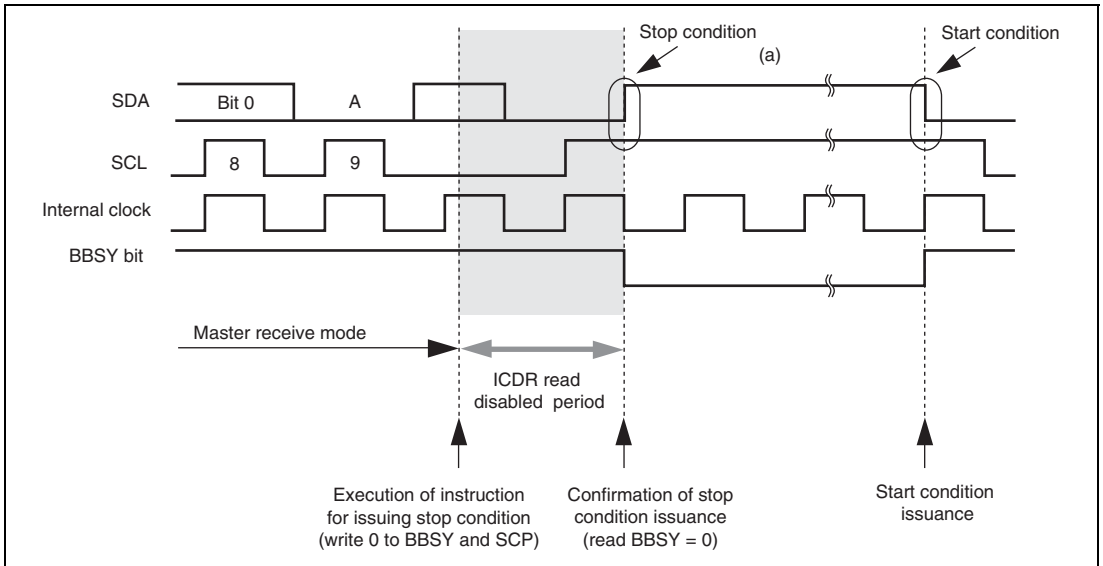 Stop condition
(a)
Start condition
SDA
Bit 0
A
SCL
8
9
Internal clock
BBSY bit
Master receive mode
ICDR read
disabled period
Execution of instruction
for issuing stop condition
(write 0 to BBSY and SCP)
Confirmation of stop
condition issuance
(read BBSY = 0)
Start condition
issuance